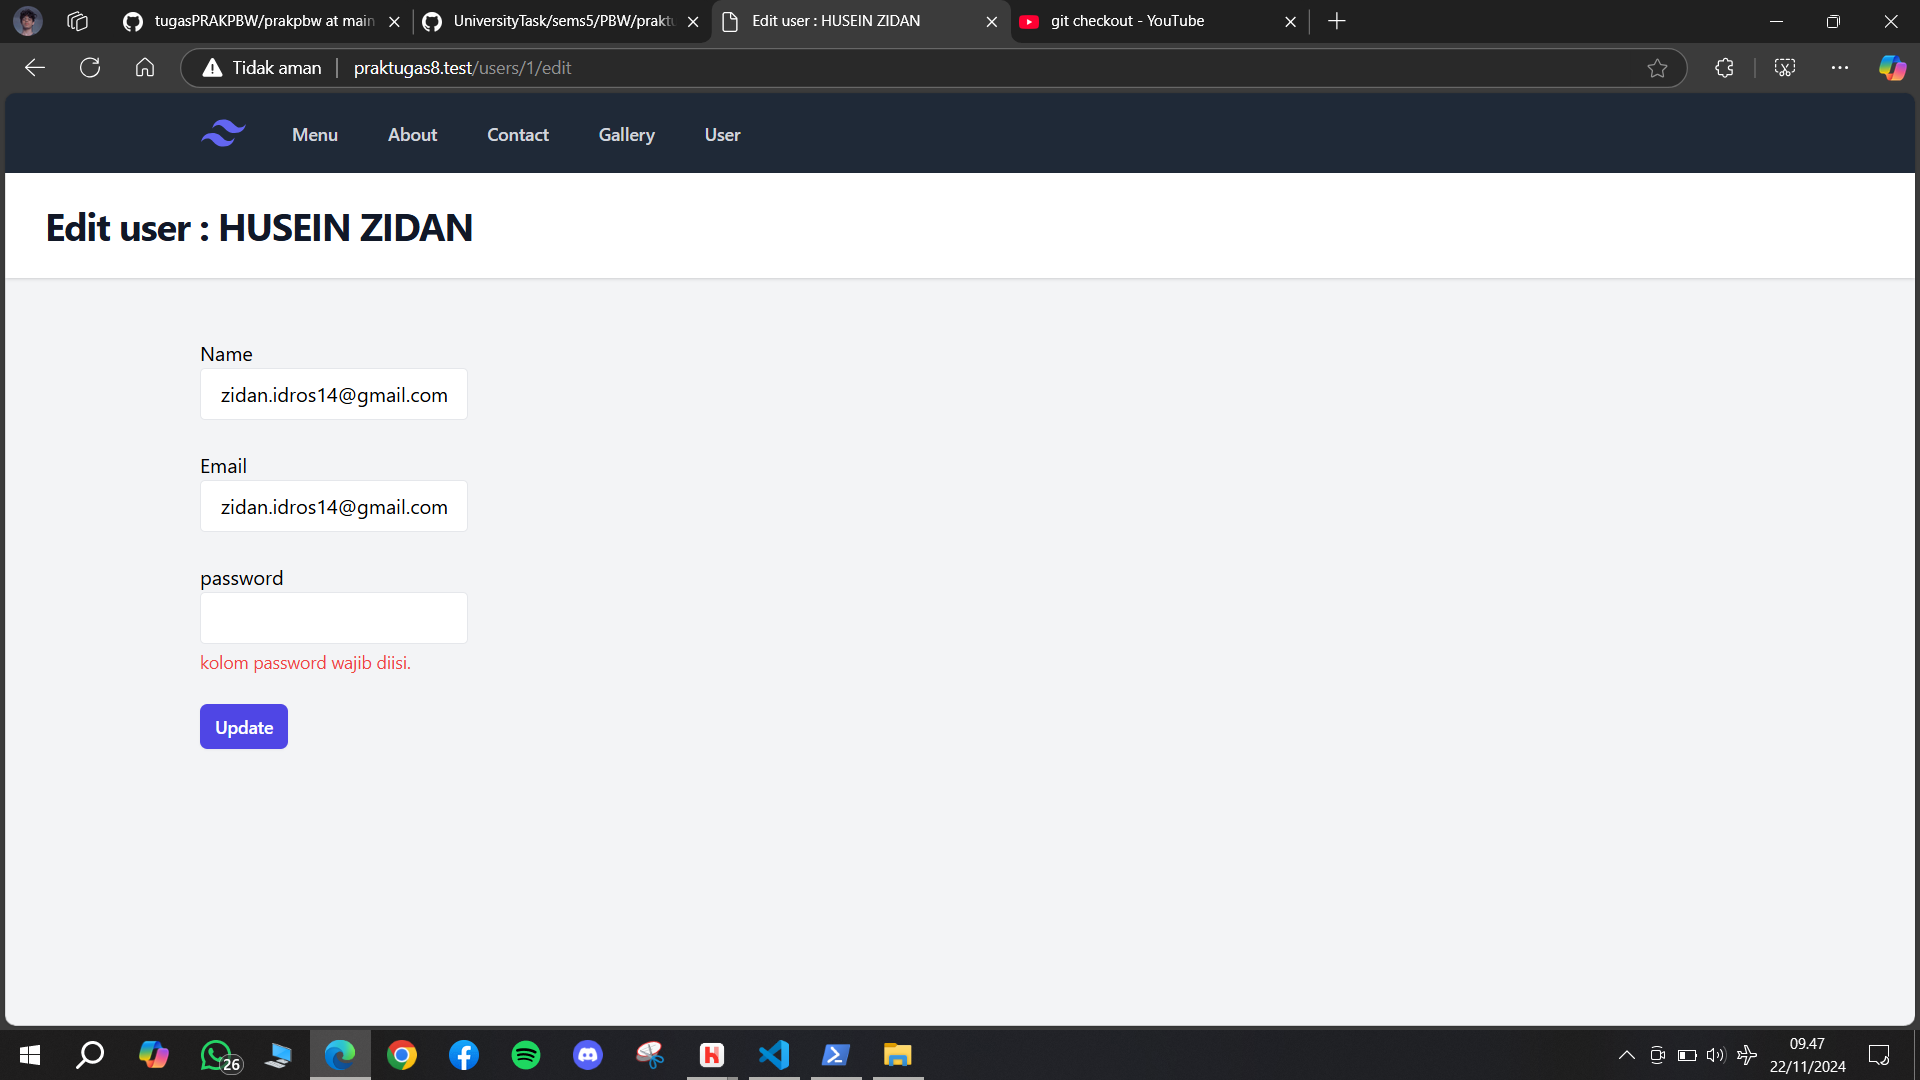 tugasPRAKPBW/prakpbw at main
UniversityTask/sems5/PBW/praktu
Edit user : HUSEIN ZIDAN
git checkout - YouTube
Tidak aman
praktugas8.test/users/1/edit
Menu
About
Contact
Gallery
User
Edit user : HUSEIN ZIDAN
Name
zidan.idros14@gmail.com
Email
zidan.idros14@gmail.com
password
kolom password wajib diisi.
Update
26
09.47
22/11/2024